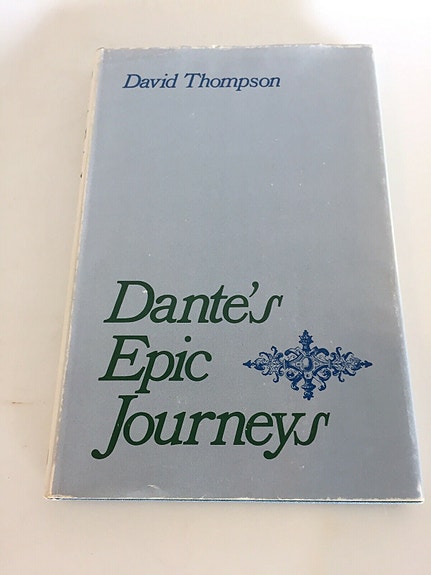 David Thompson
Dante's
Epic
Journeys